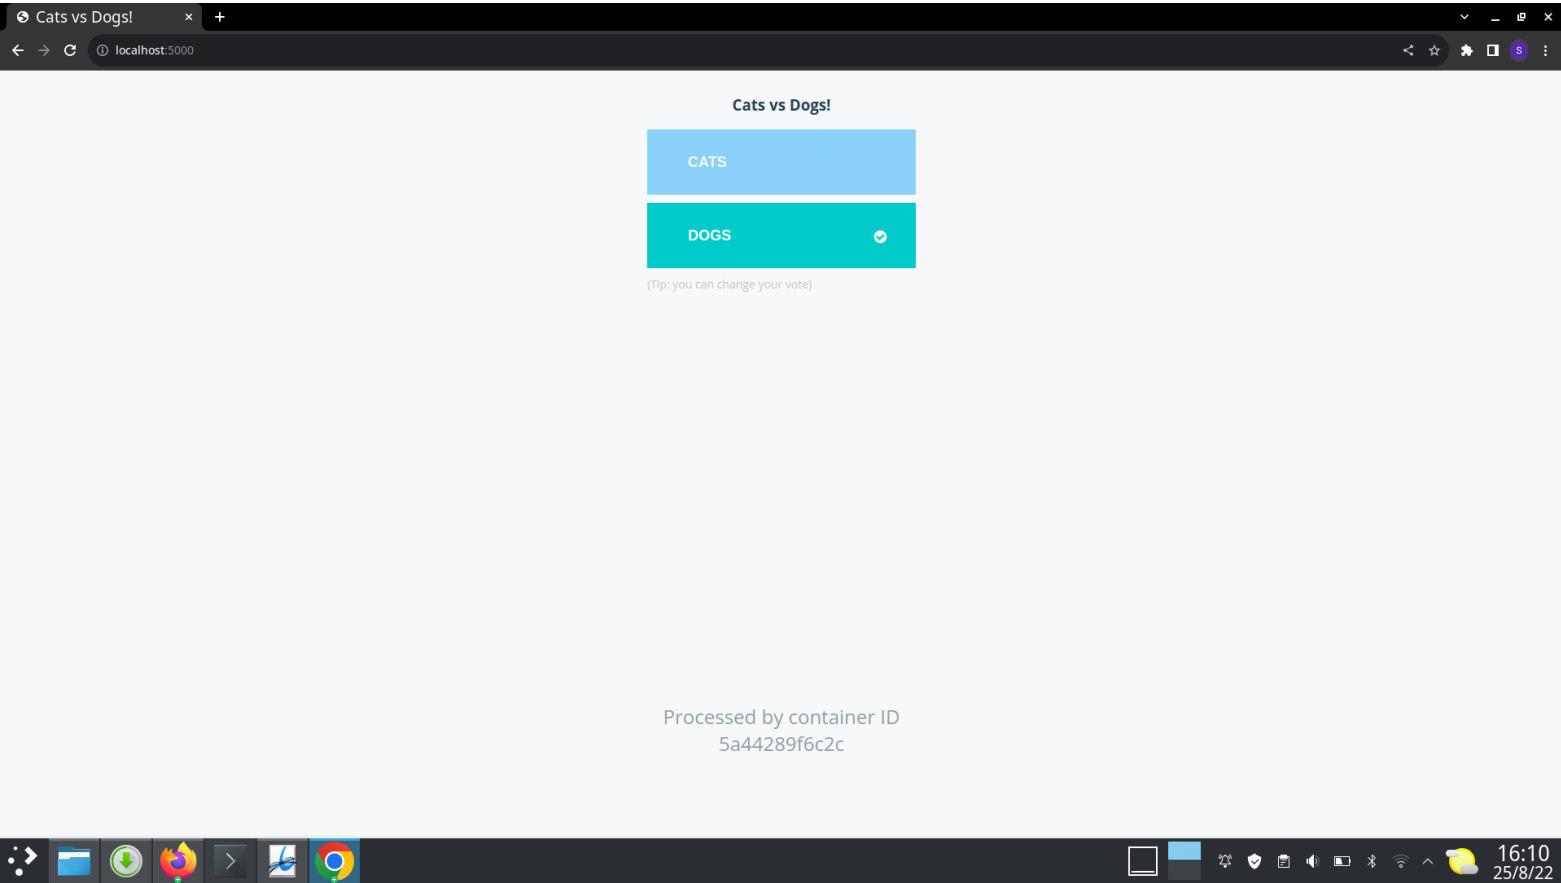 Cats vs Dogs!
localhost:5000
S
Cats vs Dogs!
CATS
DOGS
(Tip: you can change your vote)
Processed by container ID
5a44289f6c2c
16:10
25/8/22